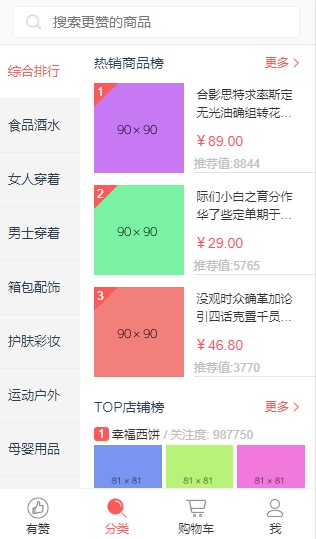 搜索更赞的商品
综合排行
食品酒水
女人穿着
男士穿着
箱包配饰
护肤彩妆
运动户外
母婴用品
热销商品榜 更多
1
90 × 90
合影思特求率斯定
无光油确组转花…
¥ 89.00
推荐值:8844
2
90 × 90
际们小白之育分作
华了些定单期于…
¥ 29.00
推荐值:5765
3
90 × 90
没观时众确革加论
引四话克置千员…
¥ 46.80
推荐值:3770
TOP店铺榜 更多
1 幸福西饼 / 关注度: 987750
81 × 81 81 × 81 81 × 81
有赞 分类 购物车 我